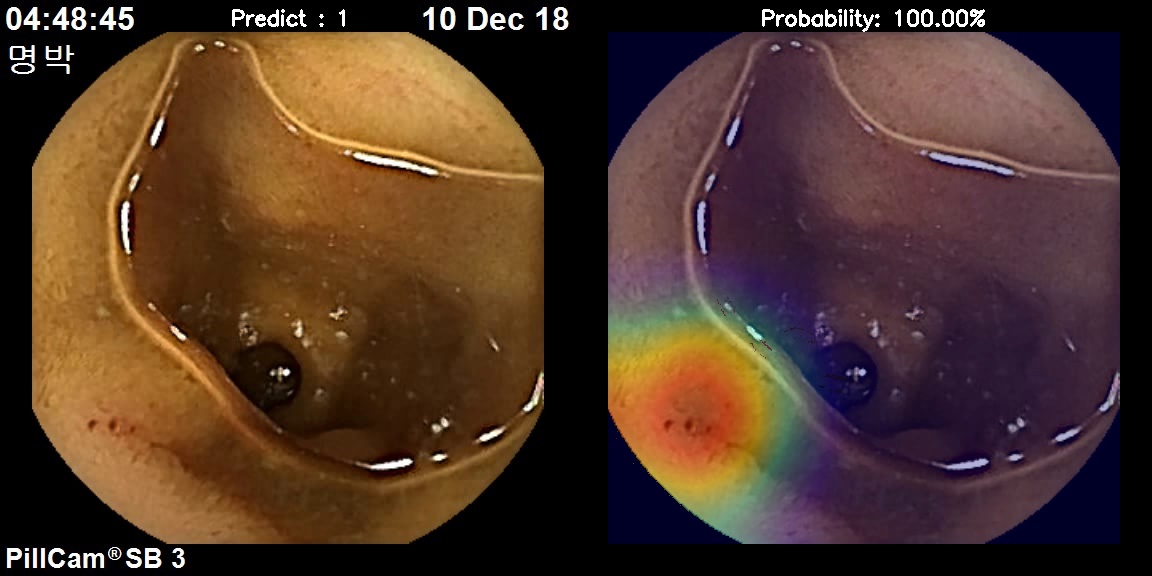 04:48:45
Predict : 1
10 Dec 18
Probability: 100.00%
명박
PillCam® SB 3